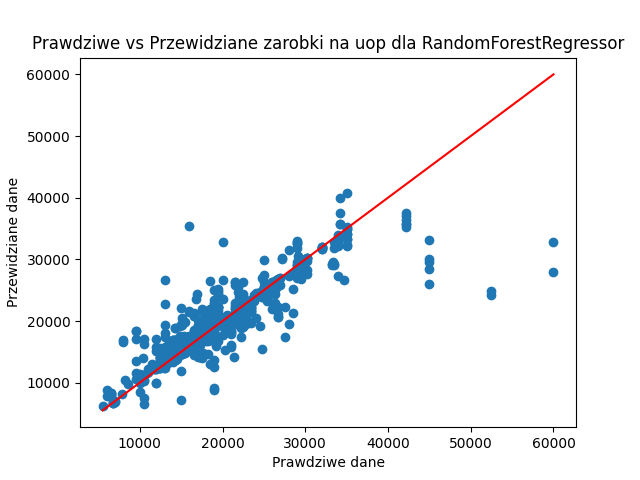 Prawdziwe vs Przewidziane zarobki na uop dla RandomForestRegressor
60000
50000
40000
30000
20000
10000
Przewidziane dane
10000 20000 30000 40000 50000 60000
Prawdziwe dane